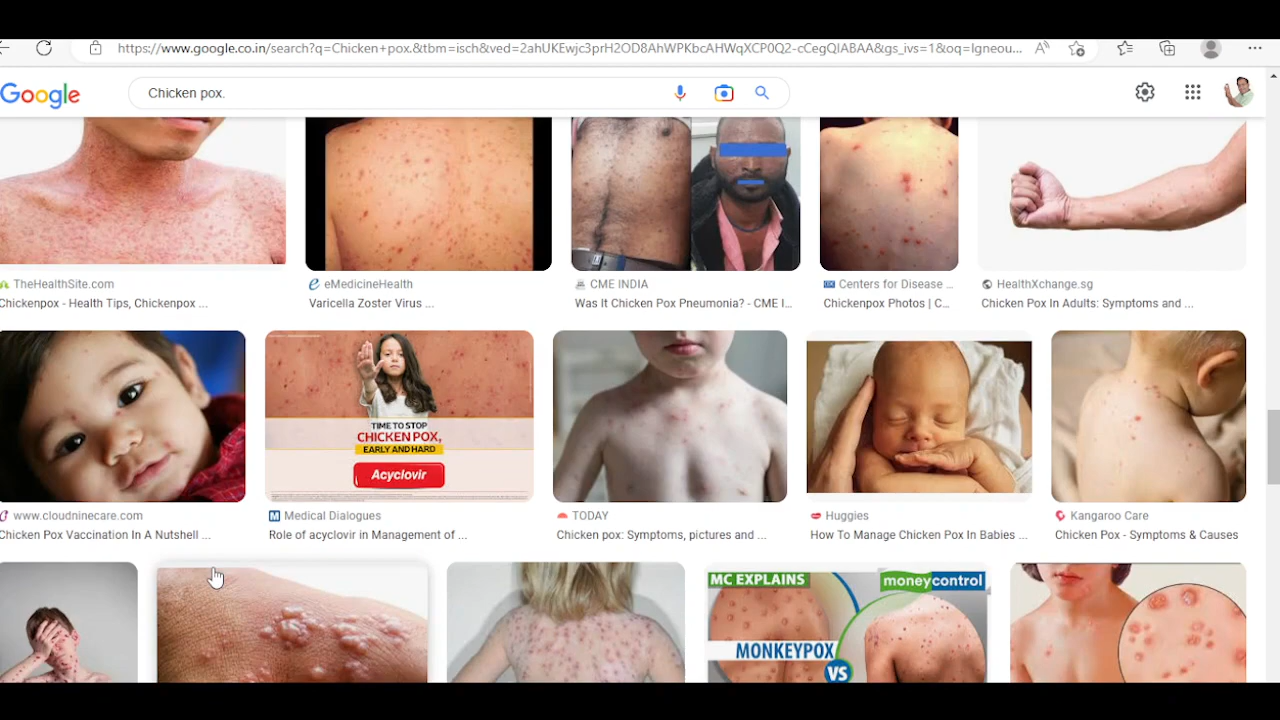 https://www.google.co.in/search?q=Chicken+pox.&tbm=isch&ved=2ahUKEwjc3prH2OD8AhWPKbcAHWqXCP0Q2-cCegQIABAA&gs_ivs=1&oq=Igneou...
Google
Chicken pox.
TheHealthSite.com
eMedicineHealth
CME INDIA
Centers for Disease ...
HealthXchange.sg
Chickenpox - Health Tips, Chickenpox ...
Varicella Zoster Virus ...
Was It Chicken Pox Pneumonia? - CME I...
Chickenpox Photos | C...
Chicken Pox In Adults: Symptoms and ...
TIME TO STOP
CHICKEN POX,
EARLY AND HARD
Acyclovir
www.cloudninecare.com
Medical Dialogues
TODAY
Huggies
Kangaroo Care
Chicken Pox Vaccination In A Nutshell ...
Role of acyclovir in Management of ...
Chicken pox: Symptoms, pictures and ...
How To Manage Chicken Pox In Babies ...
Chicken Pox - Symptoms & Causes
MC EXPLAINS
moneycontrol
MONKEYPOX
VS